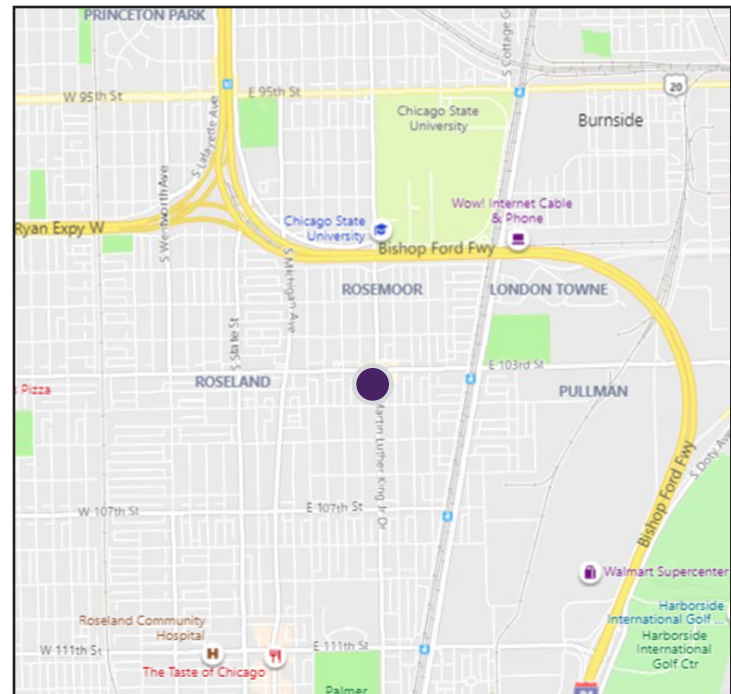 PRINCETON PARK
S Cottage G
W 95th St
E 95th St
20
Chicago State
University
Burnside
S Lafayette Ave
S Wentworth Ave
Wow! Internet Cable
& Phone
Chicago State
University
Ryan Expy W
Bishop Ford Fwy
S Michigan Ave
ROSEMOOR
LONDON TOWNE
S State St
E 103rd St
ROSELAND
s Pizza
PULLMAN
Martin Luther King Jr Dr
S Doty Ave
Bishop Ford Fwy
W 107th St
E 107th St
Walmart Supercenter
Harborside
International Golf ...
Harborside
International
Golf Ctr
Roseland Community
Hospital
H
W 111th St
E 111th St
The Taste of Chicago
Palmer